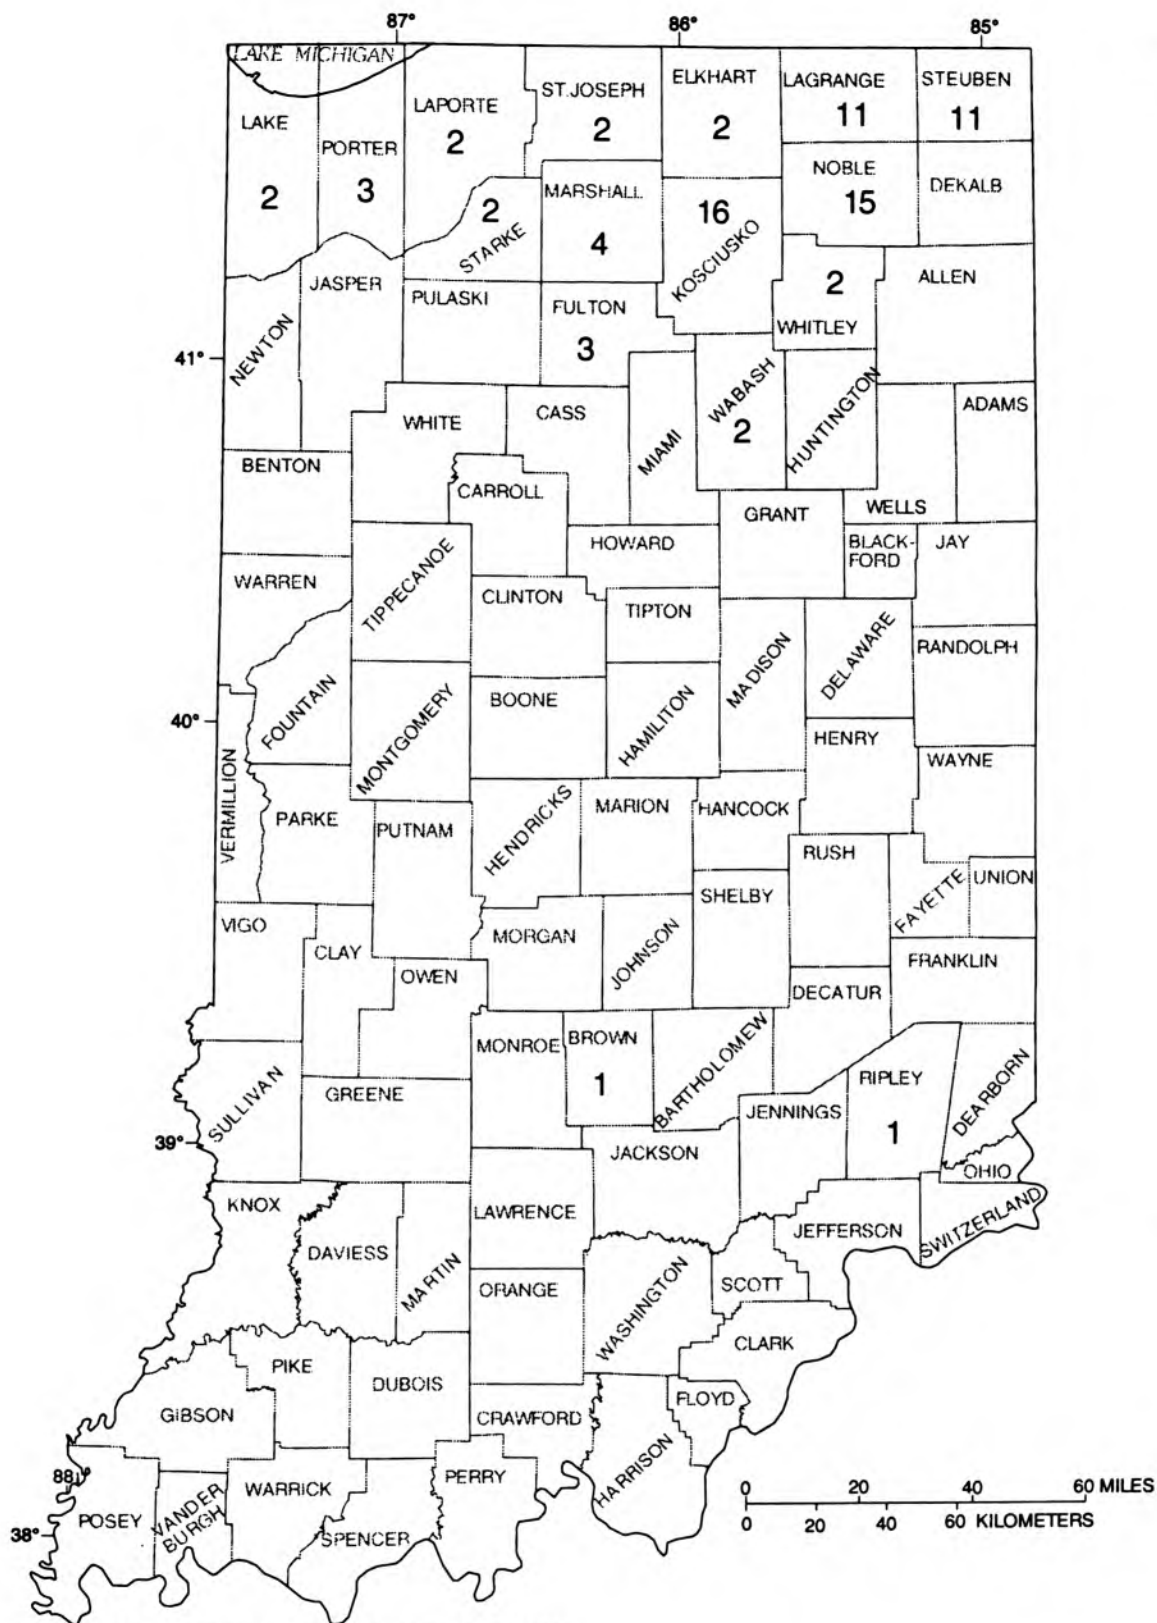 87° 86° 85°
LAKE MICHIGAN
ELKHART
2
LAGRANGE
11
STEUBEN
11
ST. JOSEPH
2
LAPORTE
2
LAKE
2
PORTER
3
NOBLE
15
DEKALB
MARSHALL
4
2
STARKE
16
KOSCIUSKO
JASPER
PULASKI
FULTON
3
2
WHITLEY
ALLEN
NEWTON
41°
WHITE
CASS
MIAMI
WABASH
2
HUNTINGTON
ADAMS
BENTON
CARROLL
GRANT
WELLS
HOWARD
BLACK-
FORD
JAY
WARREN
TIPPECANOE
CLINTON
TIPTON
MADISON
DELAWARE
RANDOLPH
FOUNTAIN
MONTGOMERY
BOONE
HAMILITON
40°
HENRY
WAYNE
VERMILLION
PARKE
PUTNAM
HENDRICKS
MARION
HANCOCK
RUSH
FAYETTE
UNION
VIGO
CLAY
MORGAN
JOHNSON
SHELBY
FRANKLIN
OWEN
DECATUR
MONROE
BROWN
1
BARTHOLOMEW
RIPLEY
1
DEARBORN
SULLIVAN
GREENE
JENNINGS
39°
JACKSON
OHIO
KNOX
DAVIESS
MARTIN
LAWRENCE
JEFFERSON
SWITZERLAND
ORANGE
WASHINGTON
SCOTT
CLARK
PIKE
DUBOIS
GIBSON
CRAWFORD
FLOYD
HARRISON
88°
POSEY
VANDER
BURGH
WARRICK
PERRY
SPENCER
38°
0 20 40 60 MILES
0 20 40 60 KILOMETERS